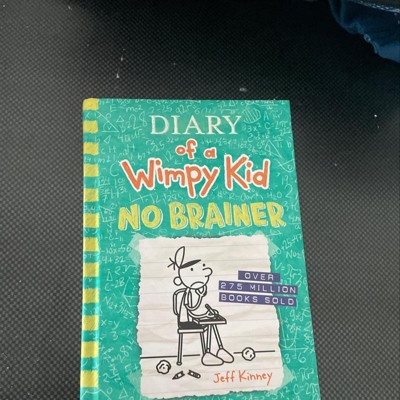 DIARY
of a
Wimpy Kid
NO BRAINER
OVER
275 MILLION
BOOKS SOLD
Jeff Kinney